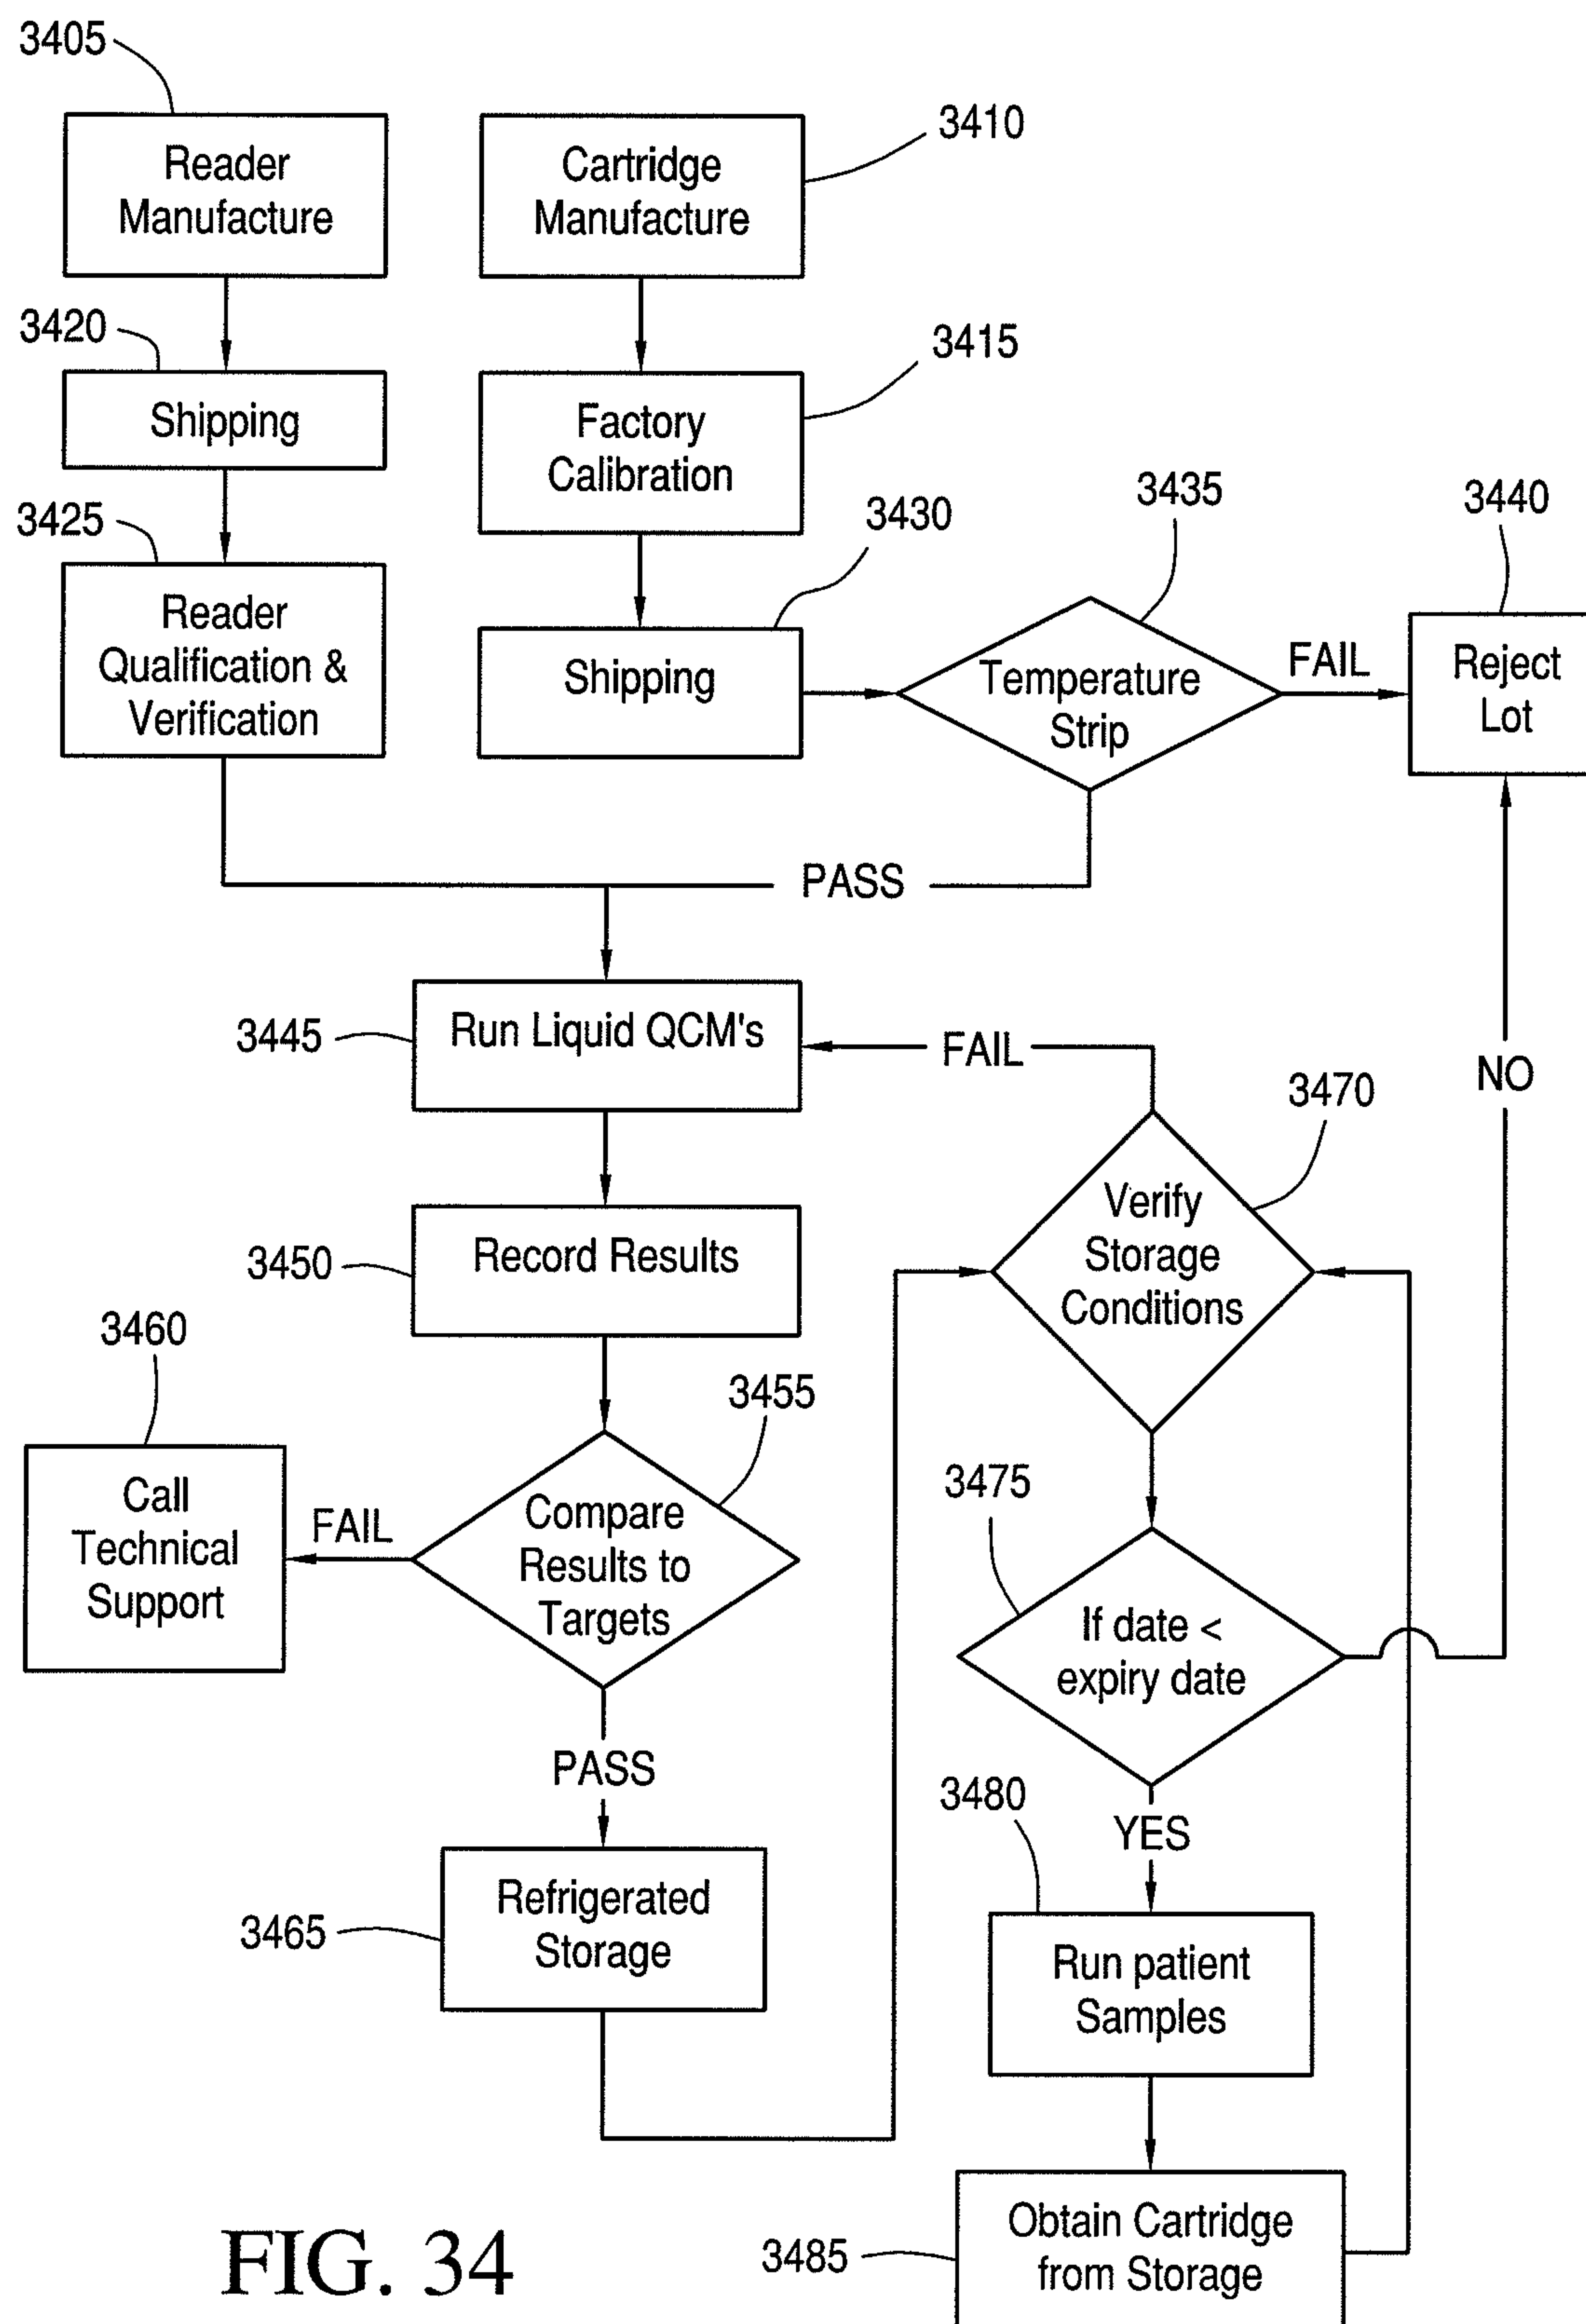 3405
Reader
Manufacture
3410
Cartridge
Manufacture
3420
Shipping
3415
Factory
Calibration
3425
Reader
Qualification &
Verification
3430
Shipping
3435
Temperature
Strip
FAIL
3440
Reject
Lot
PASS
3445
Run Liquid QCM's
FAIL
NO
3450
Record Results
3470
Verify
Storage
Conditions
3460
Call
Technical
Support
FAIL
3455
Compare
Results to
Targets
3475
If date <
expiry date
PASS
YES
3465
Refrigerated
Storage
3480
Run patient
Samples
3485
Obtain Cartridge
from Storage
FIG. 34